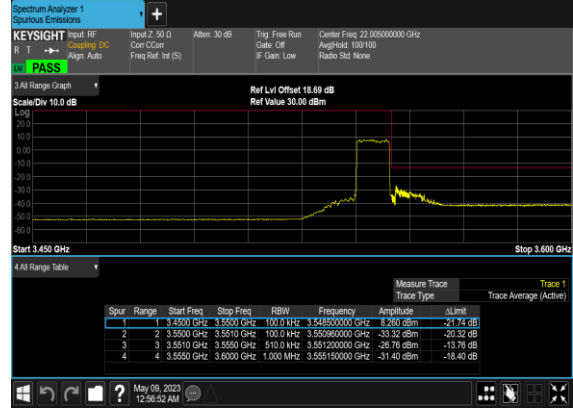 Spectrum Analyzer 1
Spurious Emissions
KEYSIGHT Input: RF Input Z: 50 Ω Atten: 30 dB Trig: Free Run Center Freq: 22.005000000 GHz
R T Coupling: DC Corr CCorr Gate: Off Avg|Hold: 100/100
Align: Auto Freq Ref: Int (S) IF Gain: Low Radio Std: None
PASS
3 All Range Graph
Ref Lvl Offset 18.69 dB
Scale/Div 10.0 dB Ref Value 30.00 dBm
Log
20.0
10.0
0.00
-10.0
-20.0
-30.0
-40.0
-50.0
-60.0
Start 3.450 GHz Stop 3.600 GHz
4 All Range Table
Measure Trace Trace 1
Trace Type Trace Average (Active)
Spur Range Start Freq Stop Freq RBW Frequency Amplitude ΔLimit
1 1 3.4500 GHz 3.5500 GHz 100.0 kHz 3.548500000 GHz 8.260 dBm -21.74 dB
2 2 3.5500 GHz 3.5510 GHz 100.0 kHz 3.550960000 GHz -33.32 dBm -20.32 dB
3 3 3.5510 GHz 3.5550 GHz 510.0 kHz 3.551200000 GHz -26.76 dBm -13.76 dB
4 4 3.5550 GHz 3.6000 GHz 1.000 MHz 3.555150000 GHz -31.40 dBm -18.40 dB
May 09, 2023
12:56:52 AM